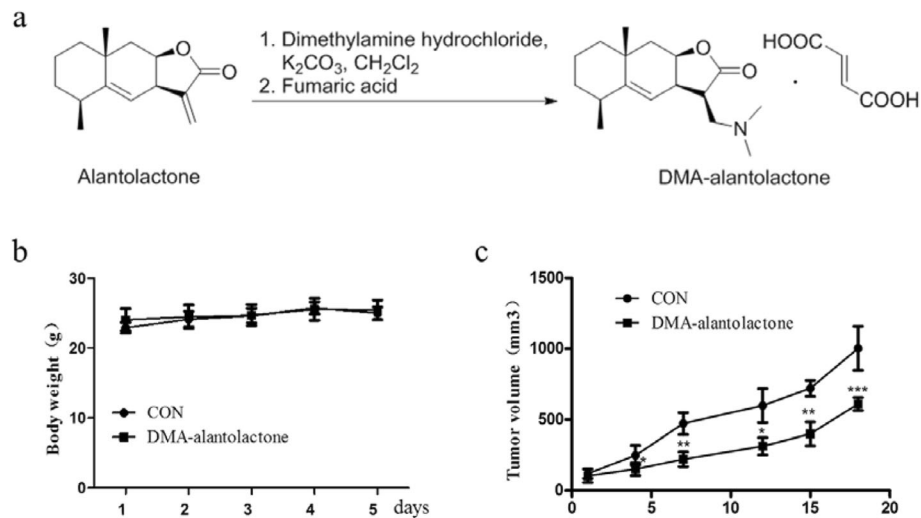 a
1. Dimethylamine hydrochloride,
K₂CO₃, CH₂Cl₂
2. Fumaric acid
O
O
Alantolactone
O
O
N
HOOC
COOH
·
DMA-alantolactone
b
Body weight (g)
30
20
10
0
CON
DMA-alantolactone
1 2 3 4 5 days
c
Tumor volume (mm3)
1500
1000
500
0
CON
DMA-alantolactone
* ** * ** ***
0 5 10 15 20